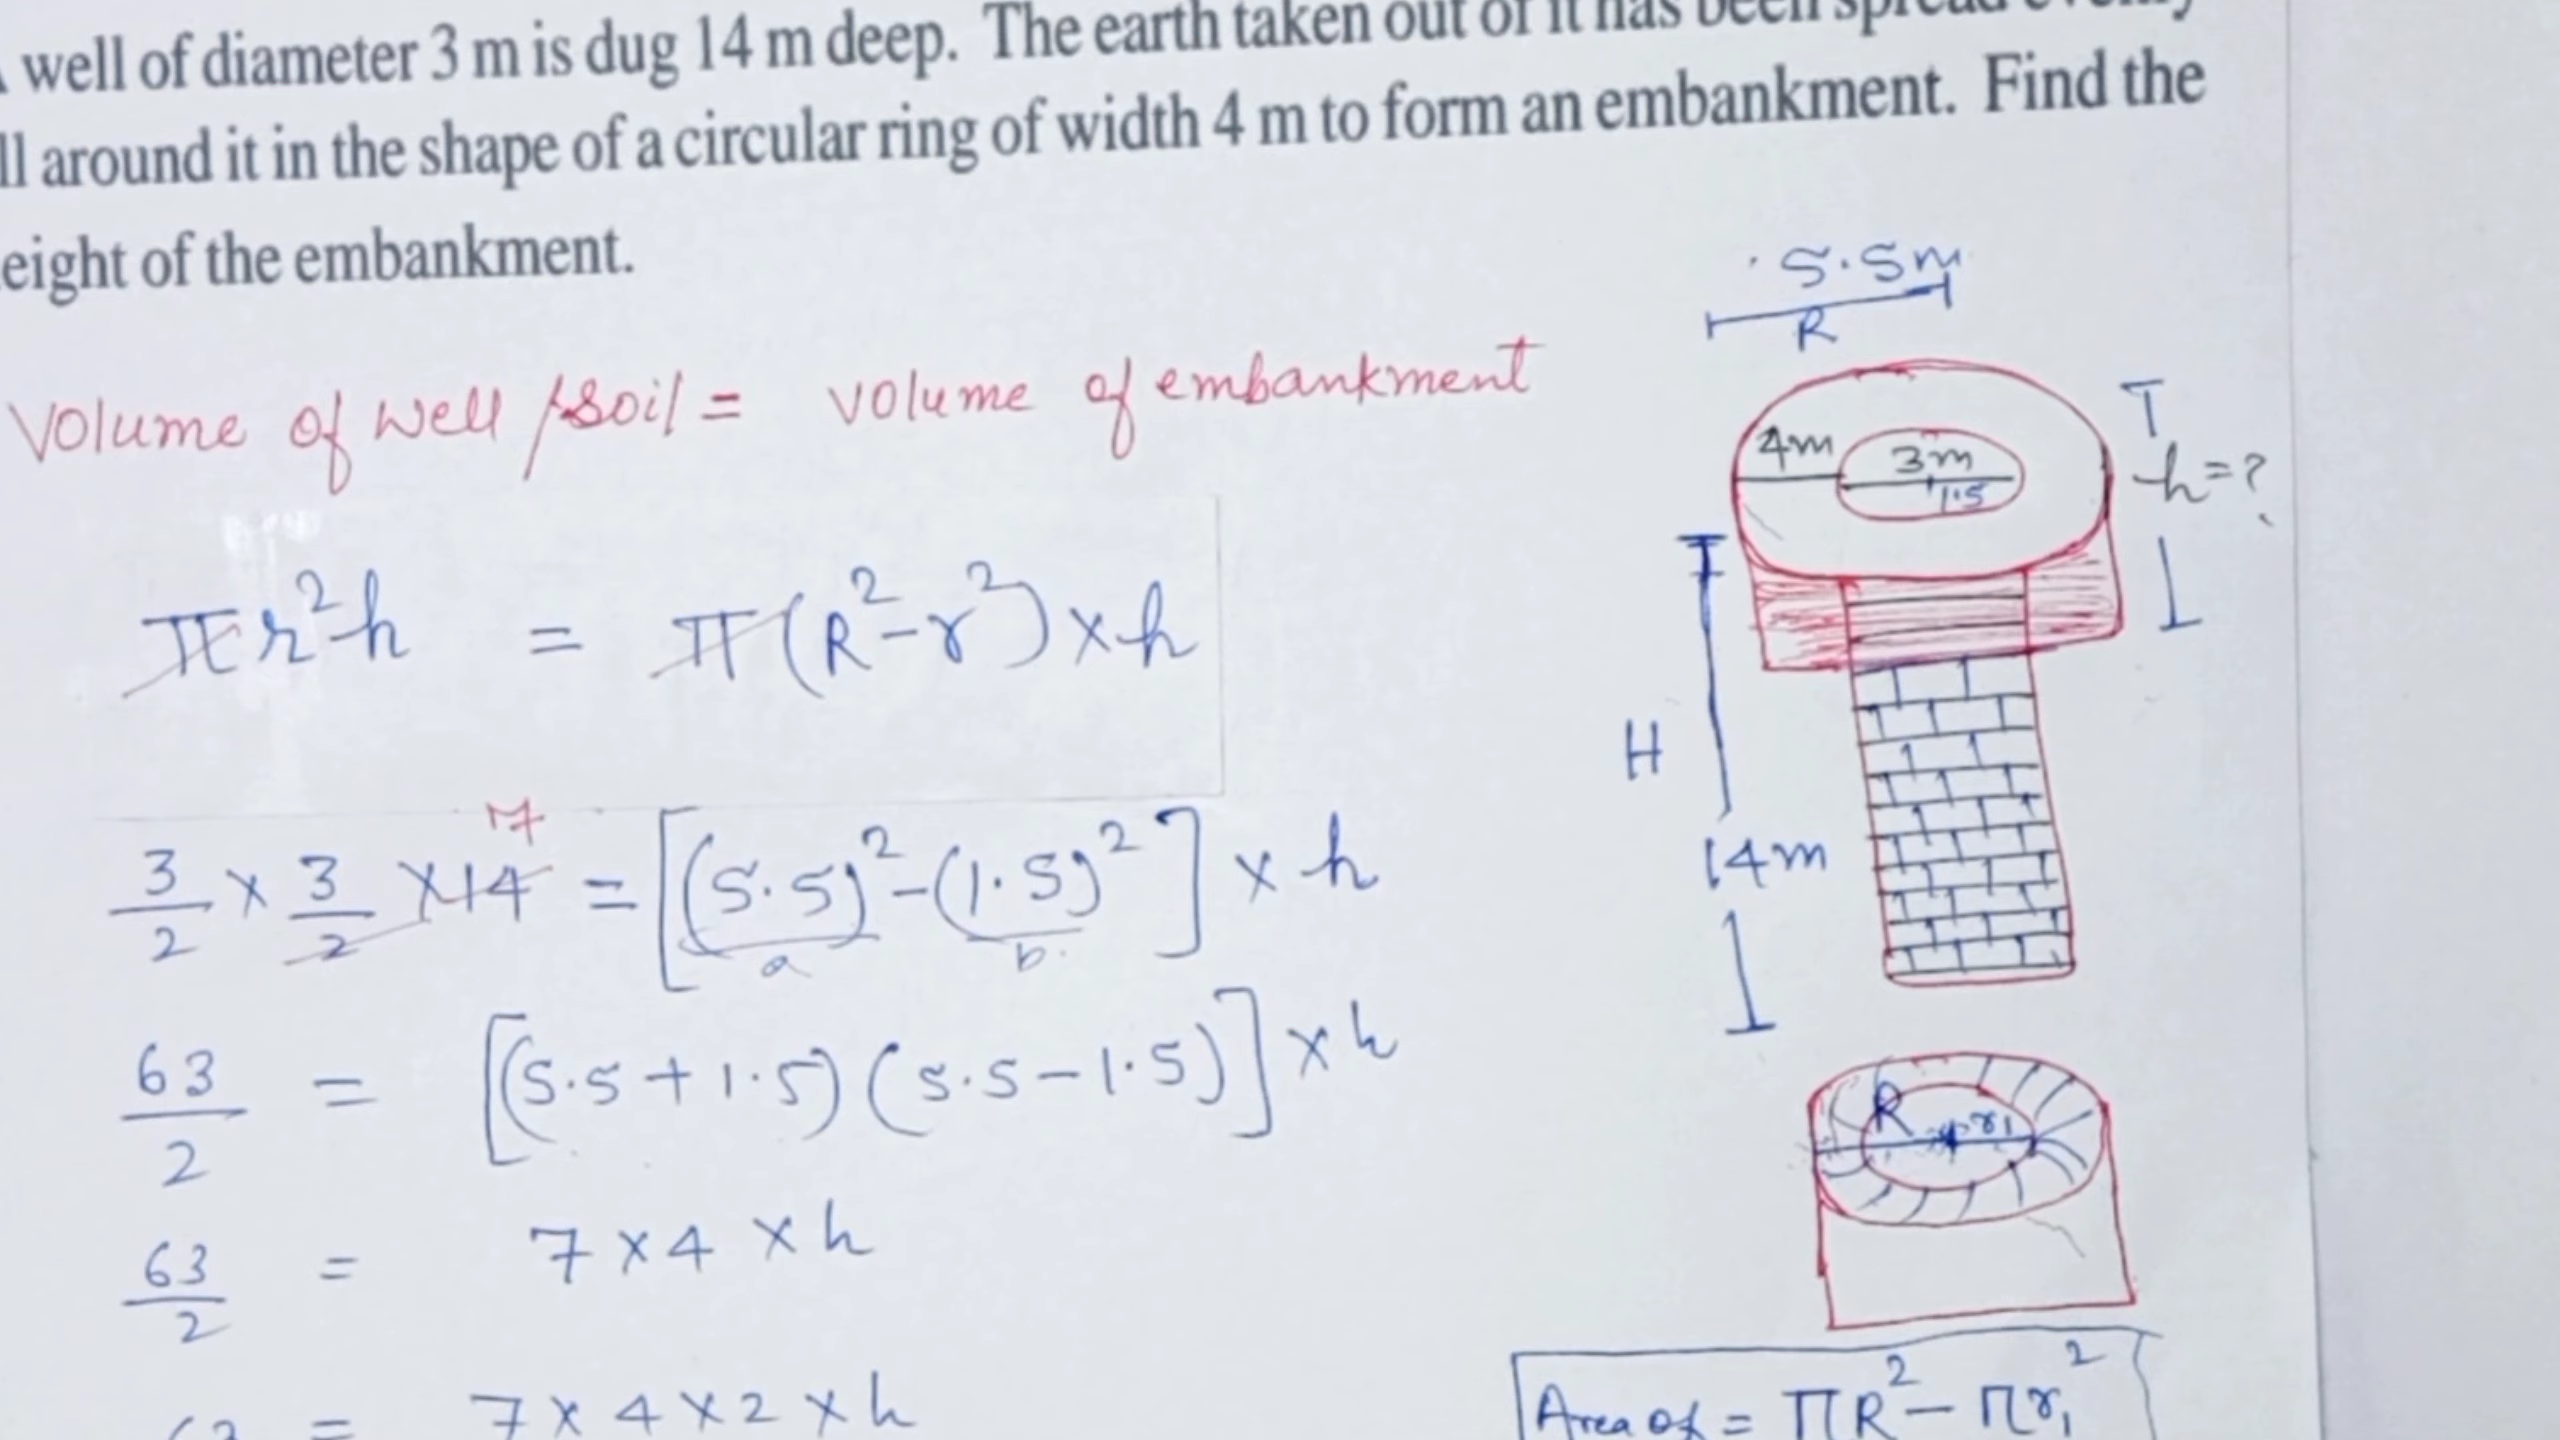 well of diameter 3 m is dug 14 m deep. The earth taken out of it has been spread evenly
ll around it in the shape of a circular ring of width 4 m to form an embankment. Find the
eight of the embankment.
5.5m
R
Volume of well /soil = volume of embankment
4m 3m
1.5
h=?
πr²h = π(R²-r²)×h
H
14m
7
3/2 × 3/2 ×14 = [(5.5)²-(1.5)²] × h
a b.
63/2 = [(5.5+1.5)(5.5-1.5)]×h
R r₁
63/2 = 7×4×h
63 = 7×4×2×h
Area of = πR²-πr₁²